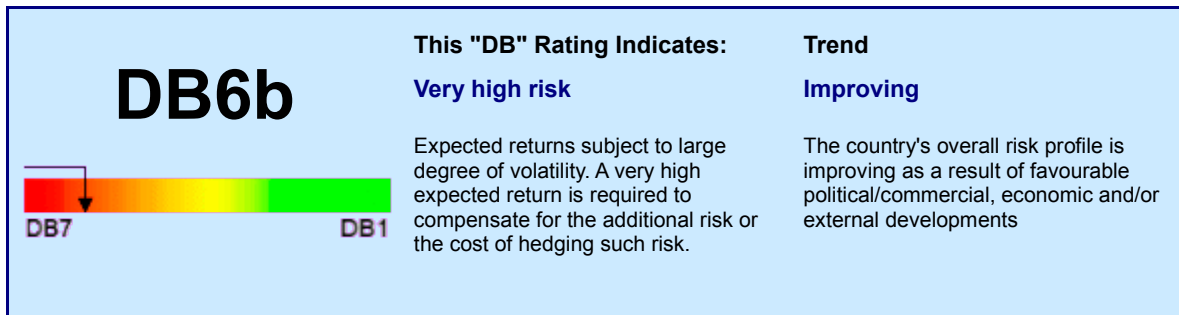 DB6b
DB7
DB1
This "DB" Rating Indicates:
Very high risk
Expected returns subject to large
degree of volatility. A very high
expected return is required to
compensate for the additional risk or
the cost of hedging such risk.
Trend
Improving
The country's overall risk profile is
improving as a result of favourable
political/commercial, economic and/or
external developments